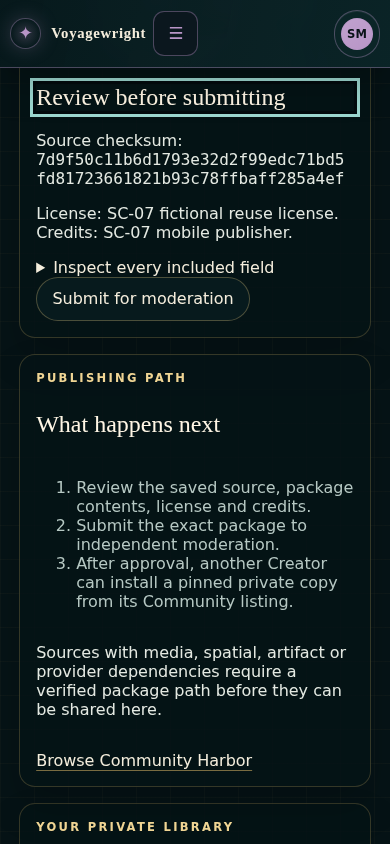 Voyagewright
SM
Review before submitting
Source checksum:
7d9f50c11b6d1793e32d2f99edc71bd5
fd81723661821b93c78ffbaff285a4ef
License: SC-07 fictional reuse license.
Credits: SC-07 mobile publisher.
Inspect every included field
Submit for moderation
PUBLISHING PATH
What happens next
1. Review the saved source, package
contents, license and credits.
2. Submit the exact package to
independent moderation.
3. After approval, another Creator
can install a pinned private copy
from its Community listing.
Sources with media, spatial, artifact or
provider dependencies require a
verified package path before they can
be shared here.
Browse Community Harbor
YOUR PRIVATE LIBRARY